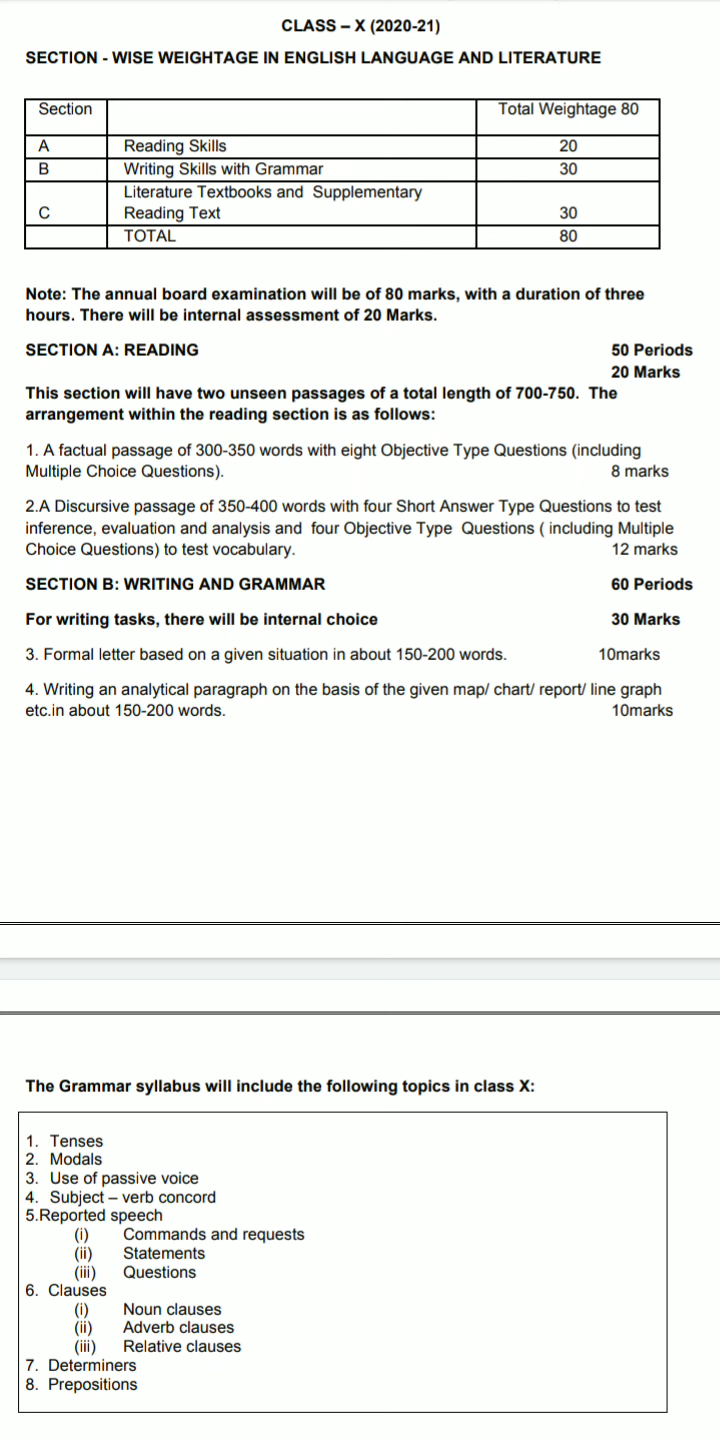 CLASS – X (2020-21)
SECTION - WISE WEIGHTAGE IN ENGLISH LANGUAGE AND LITERATURE
Section Total Weightage 80
A Reading Skills 20
B Writing Skills with Grammar 30
Literature Textbooks and Supplementary
C Reading Text 30
TOTAL 80
Note: The annual board examination will be of 80 marks, with a duration of three
hours. There will be internal assessment of 20 Marks.
SECTION A: READING 50 Periods
20 Marks
This section will have two unseen passages of a total length of 700-750. The
arrangement within the reading section is as follows:
1. A factual passage of 300-350 words with eight Objective Type Questions (including
Multiple Choice Questions). 8 marks
2.A Discursive passage of 350-400 words with four Short Answer Type Questions to test
inference, evaluation and analysis and four Objective Type Questions ( including Multiple
Choice Questions) to test vocabulary. 12 marks
SECTION B: WRITING AND GRAMMAR 60 Periods
For writing tasks, there will be internal choice 30 Marks
3. Formal letter based on a given situation in about 150-200 words. 10marks
4. Writing an analytical paragraph on the basis of the given map/ chart/ report/ line graph
etc.in about 150-200 words. 10marks
The Grammar syllabus will include the following topics in class X:
1. Tenses
2. Modals
3. Use of passive voice
4. Subject – verb concord
5.Reported speech
(i) Commands and requests
(ii) Statements
(iii) Questions
6. Clauses
(i) Noun clauses
(ii) Adverb clauses
(iii) Relative clauses
7. Determiners
8. Prepositions